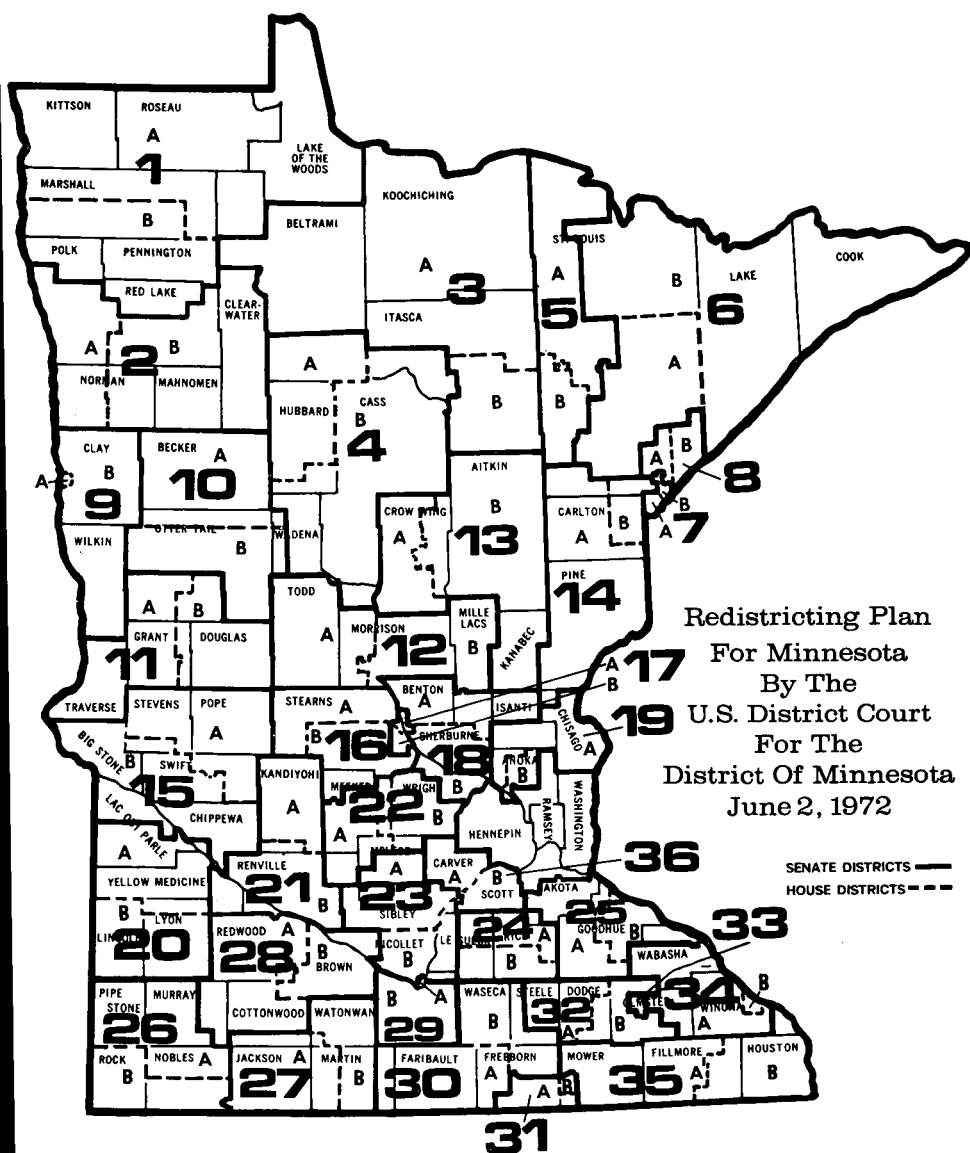 KITTSON
ROSEAU
A
1
LAKE
OF THE
WOODS
MARSHALL
B
KOOCHICHING
BELTRAMI
POLK
PENNINGTON
A
3
ST. LOUIS
A
5
B
LAKE
6
COOK
RED LAKE
CLEAR-
WATER
ITASCA
A
2
B
A
A
NORMAN
MAHNOMEN
HUBBARD
CASS
B
4
B
B
CLAY
BECKER
A
A
B
9
10
AITKIN
B
13
A
B
8
CROW WING
A
CARLTON
A
B
B
A
7
WILKIN
OTTER TAIL
B
WADENA
TODD
PINE
14
A
B
GRANT
DOUGLAS
11
A
MORRISON
12
MILLE
LACS
B
KANABEC
Redistricting Plan
For Minnesota
By The
U.S. District Court
For The
District Of Minnesota
June 2, 1972
A
17
B
TRAVERSE
STEVENS
POPE
A
STEARNS
A
BENTON
A
ISANTI
CHISAGO
19
A
B
16
SHERBURNE
18
BIG STONE
B
SWIFT
15
KANDIYOHI
A
22
WRIGH
B
B
ANOKA
B
RAMSEY
WASHINGTON
LAC QUI PARLE
CHIPPEWA
A
HENNEPIN
36
A
RENVILLE
21
B
A
23
CARVER
A
B
SCOTT
AKOTA
SENATE DISTRICTS
HOUSE DISTRICTS
YELLOW MEDICINE
B
LYON
LINCOLN
20
REDWOOD
A
28
B
BROWN
SIBLEY
NICOLLET
B
LE SUEUR
24
B
A
25
GOODHUE
A
B
33
WABASHA
PIPE
STONE
MURRAY
26
COTTONWOOD
WATONWAN
B
29
A
WASECA
B
STEELE
32
DODGE
A
B
OLMSTED
34
WINONA
A
B
ROCK
B
NOBLES
A
JACKSON
A
27
MARTIN
B
FARIBAULT
30
FREEBORN
A
A
B
MOWER
35
FILLMORE
A
HOUSTON
B
31